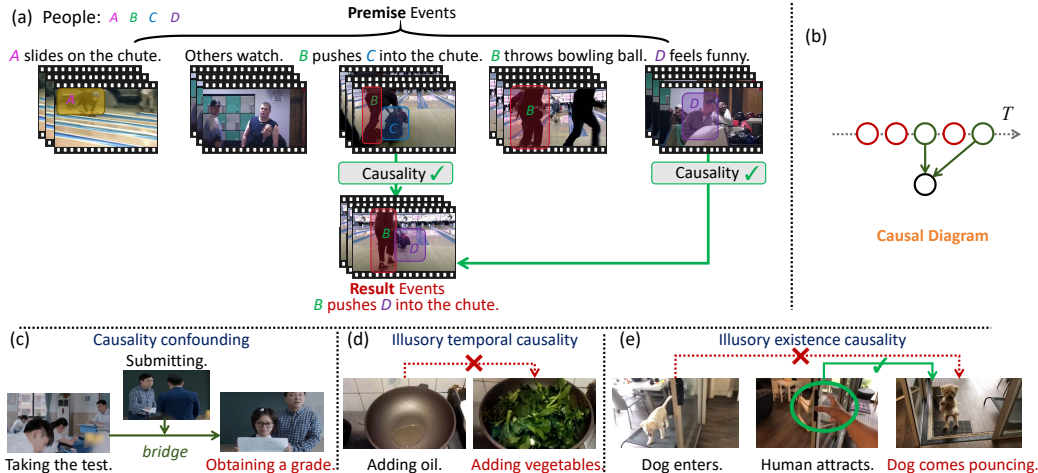 (a) People: A B C D
Premise Events
A slides on the chute.
Others watch.
B pushes C into the chute.
B throws bowling ball.
D feels funny.
A
B
C
B
D
Causality ✓
Causality ✓
B
D
Result Events
B pushes D into the chute.
(b)
T
Causal Diagram
(c)
Causality confounding
Submitting.
bridge
Taking the test.
Obtaining a grade.
(d)
Illusory temporal causality
Adding oil.
Adding vegetables.
(e)
Illusory existence causality
Dog enters.
Human attracts.
Dog comes pouncing.